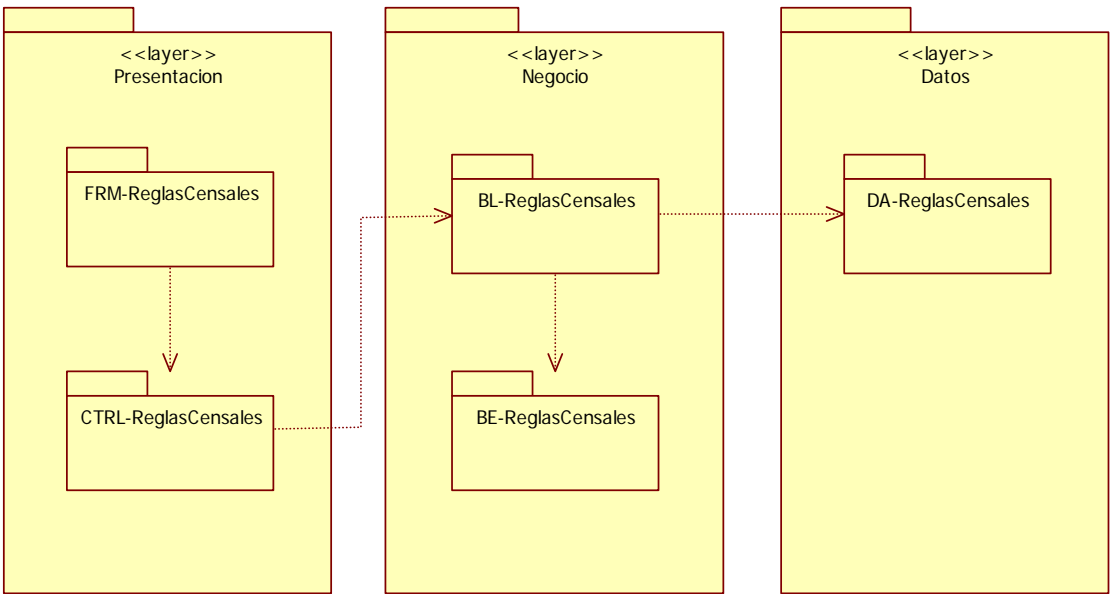 <<layer>>
Presentacion
FRM-ReglasCensales
CTRL-ReglasCensales
<<layer>>
Negocio
BL-ReglasCensales
BE-ReglasCensales
<<layer>>
Datos
DA-ReglasCensales